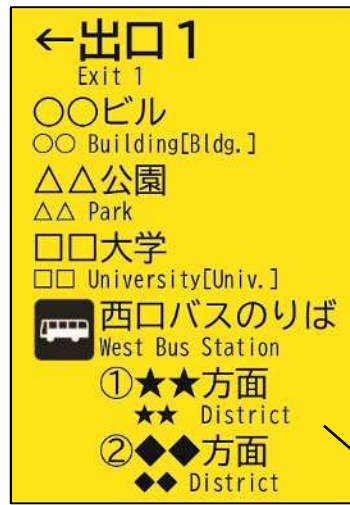 ←出口1
Exit 1
○○ビル
○○ Building[Bldg.]
△△公園
△△ Park
□□大学
□□ University[Univ.]
西口バスのりば
West Bus Station
①★★方面
★★ District
②◆◆方面
◆◆ District